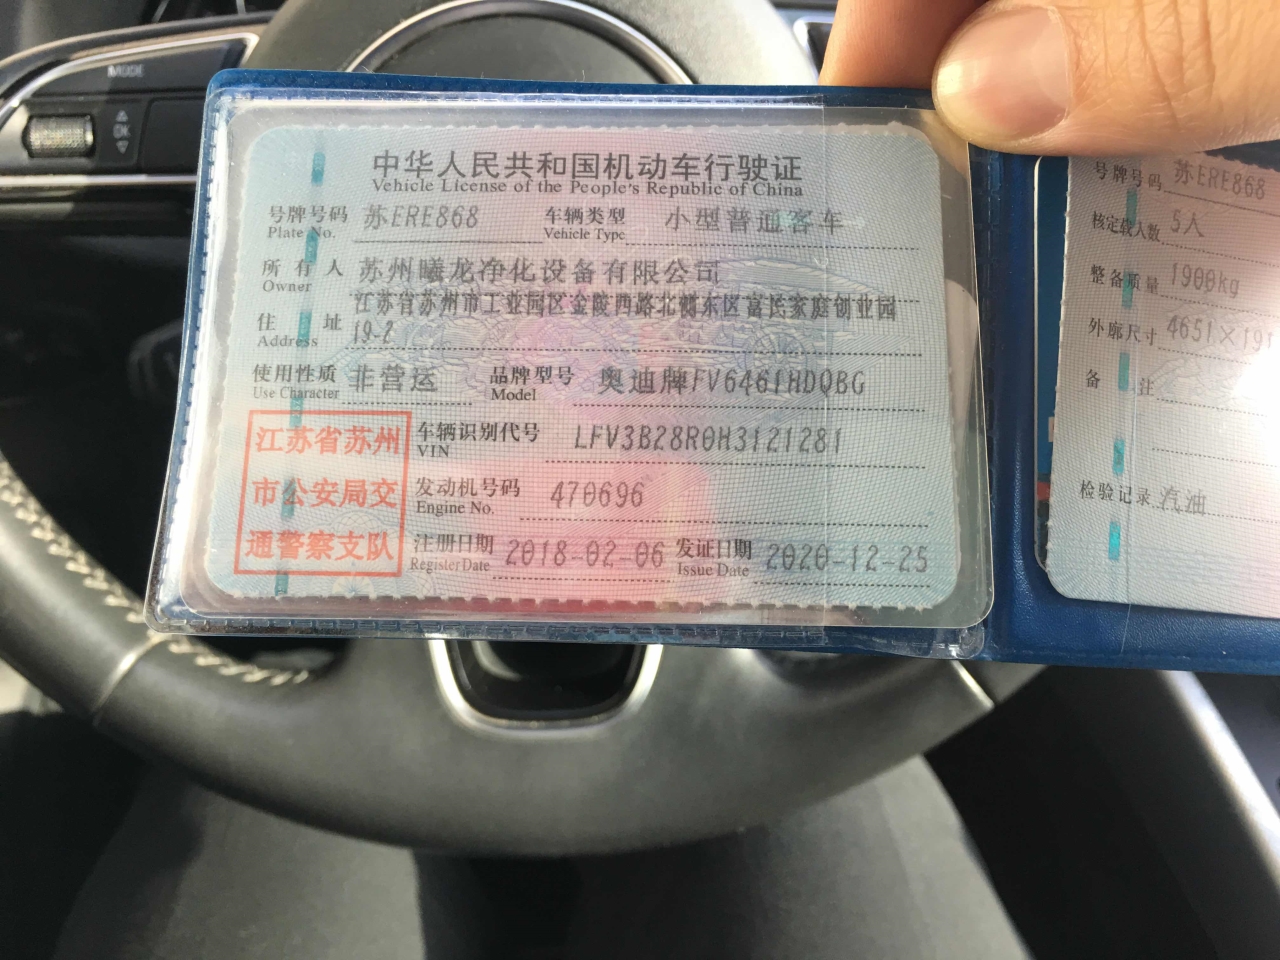 MODE
OK
中华人民共和国机动车行驶证
Vehicle License of the People's Republic of China
号牌号码 苏ERE868 车辆类型 小型普通客车
Plate No. Vehicle Type
所有人 苏州曦龙净化设备有限公司
Owner
江苏省苏州市工业园区金陵西路北侧东区富民家庭创业园
住址 19-2
Address
使用性质 非营运 品牌型号 奥迪牌FV6461HDQBG
Use Character Model
江苏省苏州
市公安局交
通警察支队
车辆识别代号 LFV3B28R0H3121281
VIN
发动机号码 470696
Engine No.
注册日期 2018-02-06 发证日期 2020-12-25
Register Date Issue Date
号牌号码 苏ERE868
核定载人数 5人
整备质量 1900kg
外廓尺寸 4651×191
备注
检验记录 汽油